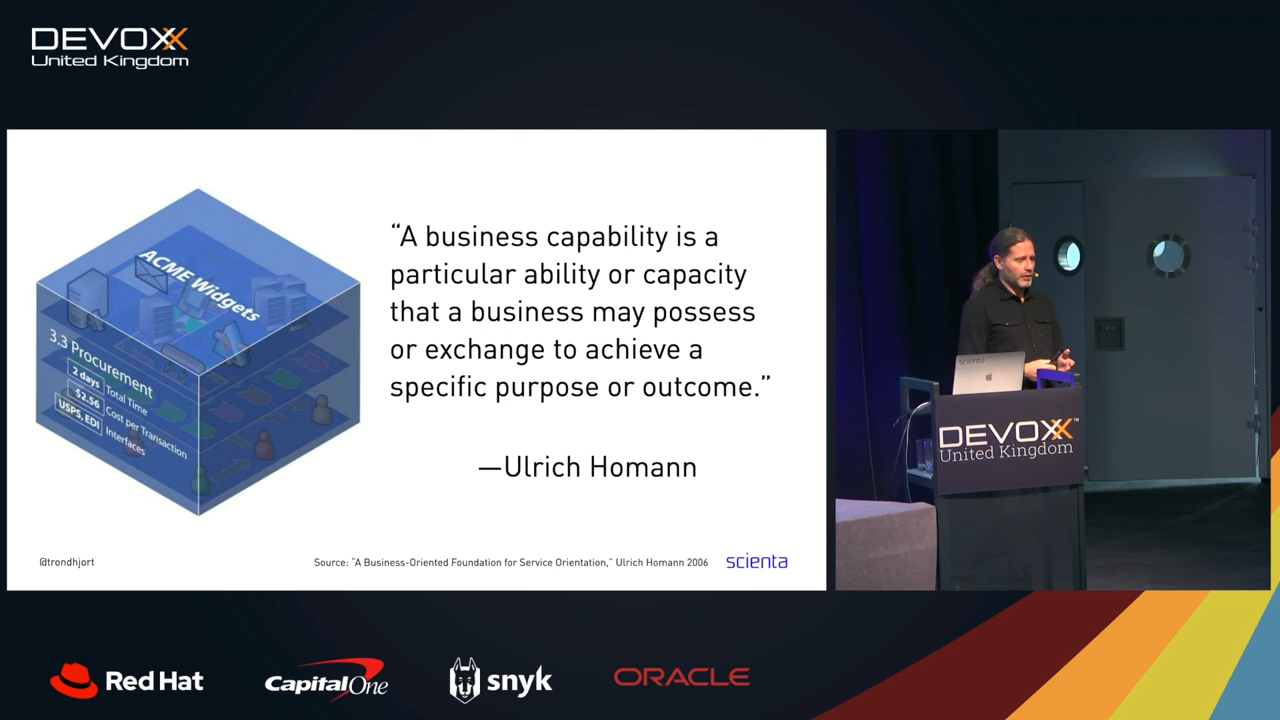 DEVOXX
United Kingdom
ACME Widgets
3.3 Procurement
2 days Total Time
$2.56 Cost per Transaction
USPS, EDI Interfaces
“A business capability is a
particular ability or capacity
that a business may possess
or exchange to achieve a
specific purpose or outcome.”
—Ulrich Homann
@trondhjort
Source: “A Business-Oriented Foundation for Service Orientation,” Ulrich Homann 2006
scienta
scienta
DEVOXX™
United Kingdom
Red Hat
Capital One
snyk
ORACLE